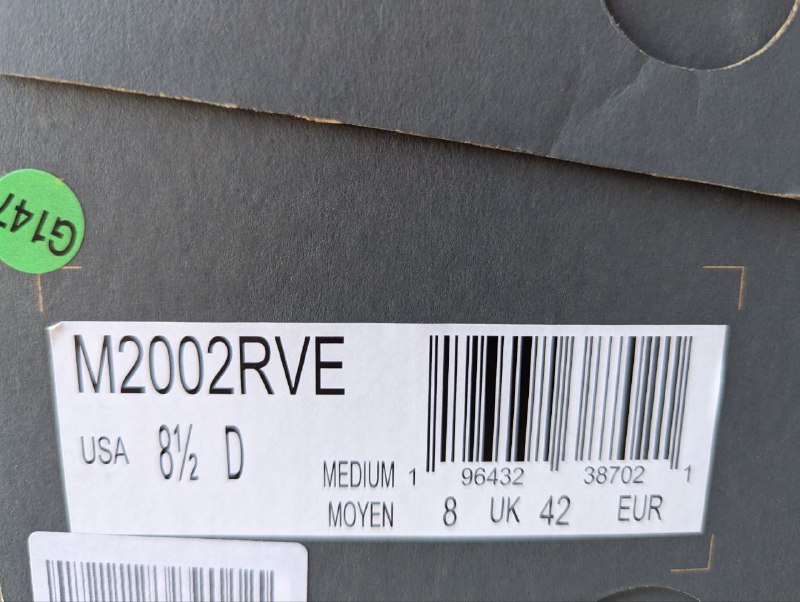 G147
M2002RVE
USA 8½ D
MEDIUM 1 96432 38702 1
MOYEN 8 UK 42 EUR